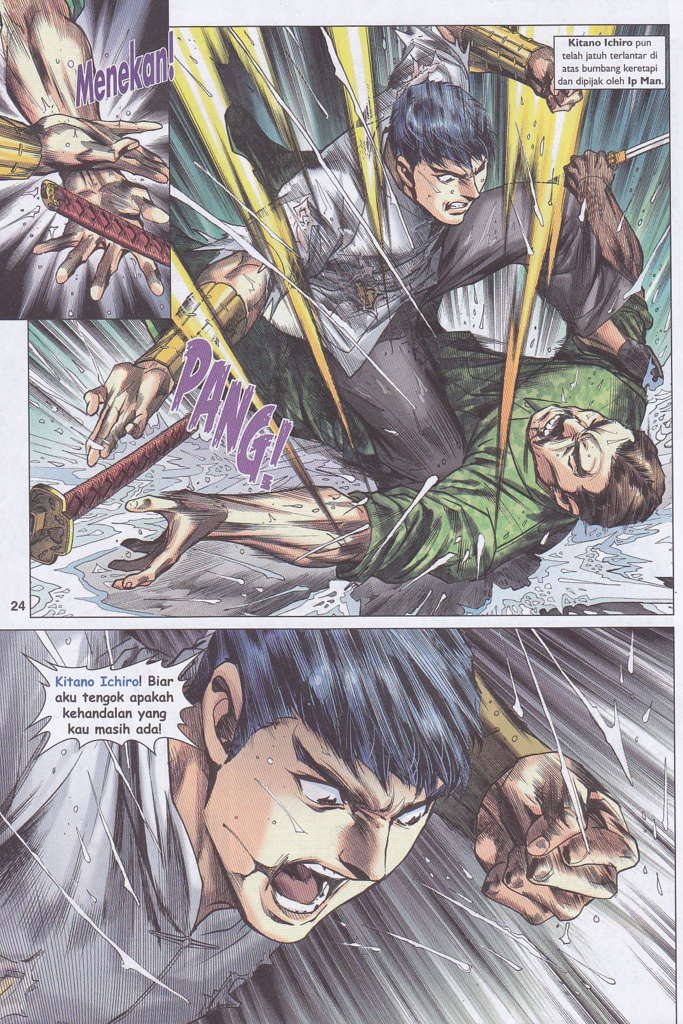 Menekan!
Kitano Ichiro pun
telah jatuh terlantar di
atas bumbang keretapi
dan dipijak oleh Ip Man.
PANG!
24
Kitano Ichiro! Biar
aku tengok apakah
kehandalan yang
kau masih ada!